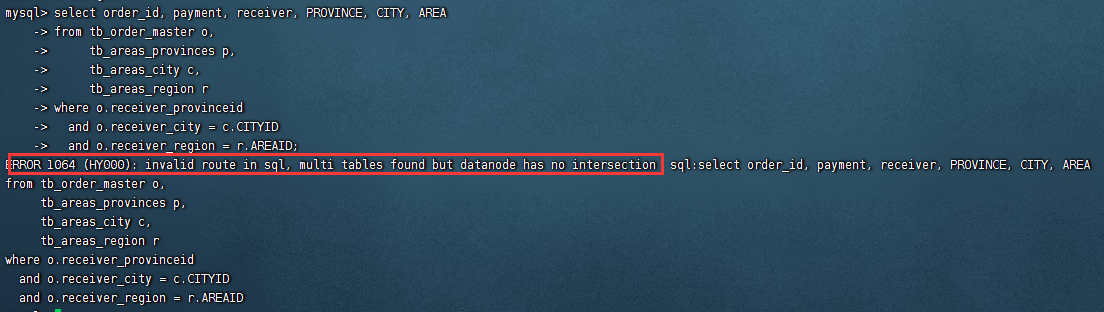 mysql> select order_id, payment, receiver, PROVINCE, CITY, AREA
    -> from tb_order_master o,
    ->      tb_areas_provinces p,
    ->      tb_areas_city c,
    ->      tb_areas_region r
    -> where o.receiver_provinceid
    ->   and o.receiver_city = c.CITYID
    ->   and o.receiver_region = r.AREAID;
ERROR 1064 (HY000): invalid route in sql, multi tables found but datanode has no intersection  sql:select order_id, payment, receiver, PROVINCE, CITY, AREA
from tb_order_master o,
     tb_areas_provinces p,
     tb_areas_city c,
     tb_areas_region r
where o.receiver_provinceid
  and o.receiver_city = c.CITYID
  and o.receiver_region = r.AREAID